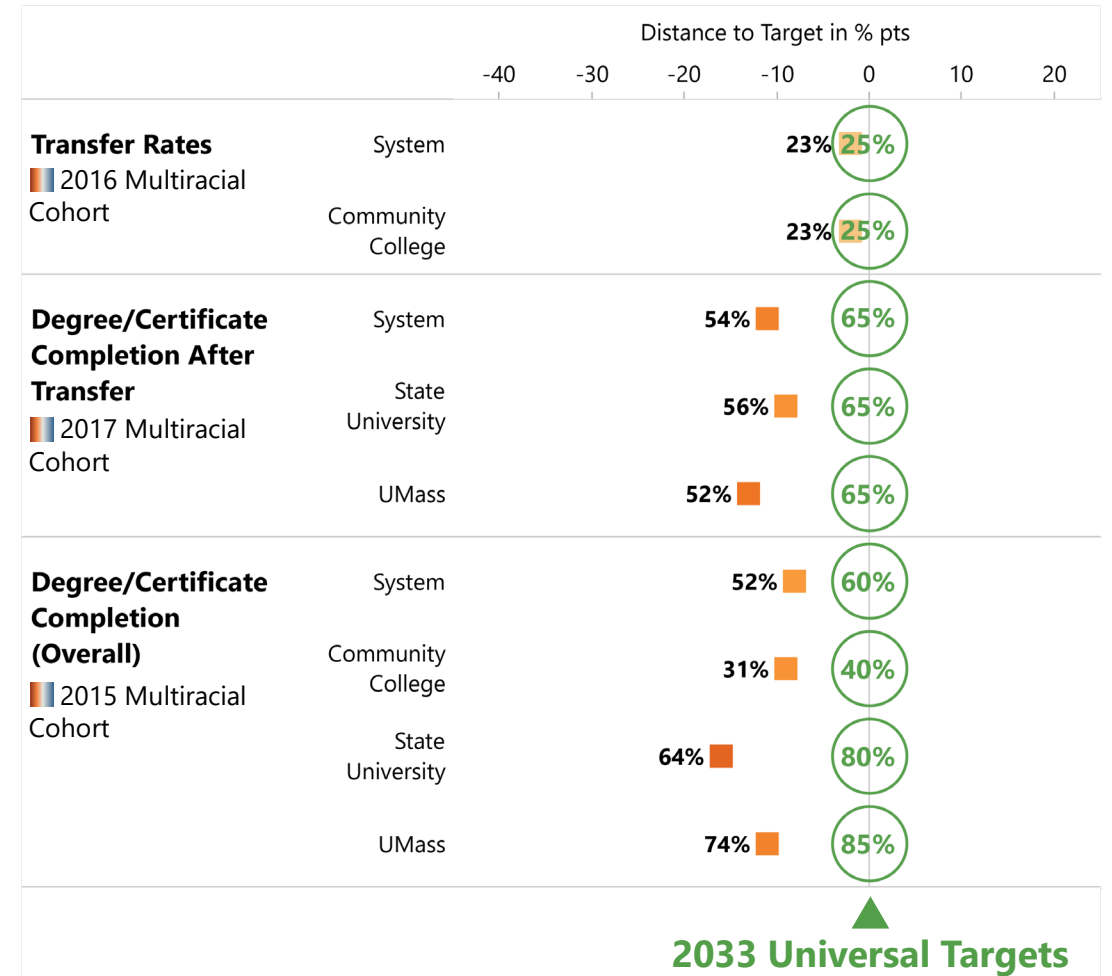 Distance to Target in % pts
-40 -30 -20 -10 0 10 20
Transfer Rates
2016 Multiracial
Cohort
System
23% 25%
Community
College
23% 25%
Degree/Certificate
Completion After
Transfer
2017 Multiracial
Cohort
System
54% 65%
State
University
56% 65%
UMass
52% 65%
Degree/Certificate
Completion
(Overall)
2015 Multiracial
Cohort
System
52% 60%
Community
College
31% 40%
State
University
64% 80%
UMass
74% 85%
2033 Universal Targets